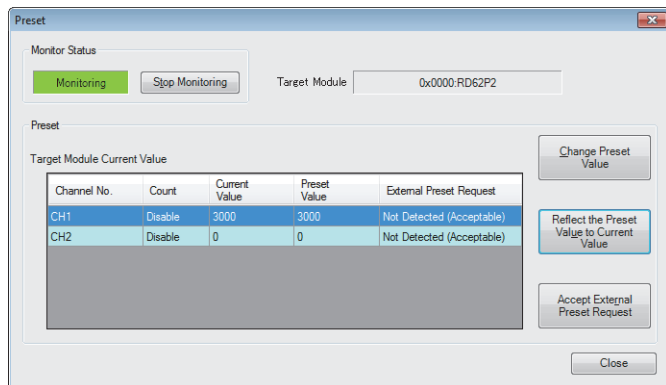 Preset
Monitor Status
Monitoring
Stop Monitoring
Target Module
0x0000:RD62P2
Preset
Target Module Current Value
Channel No. Count Current Value Preset Value External Preset Request
CH1 Disable 3000 3000 Not Detected (Acceptable)
CH2 Disable 0 0 Not Detected (Acceptable)
Change Preset
Value
Reflect the Preset
Value to Current
Value
Accept External
Preset Request
Close